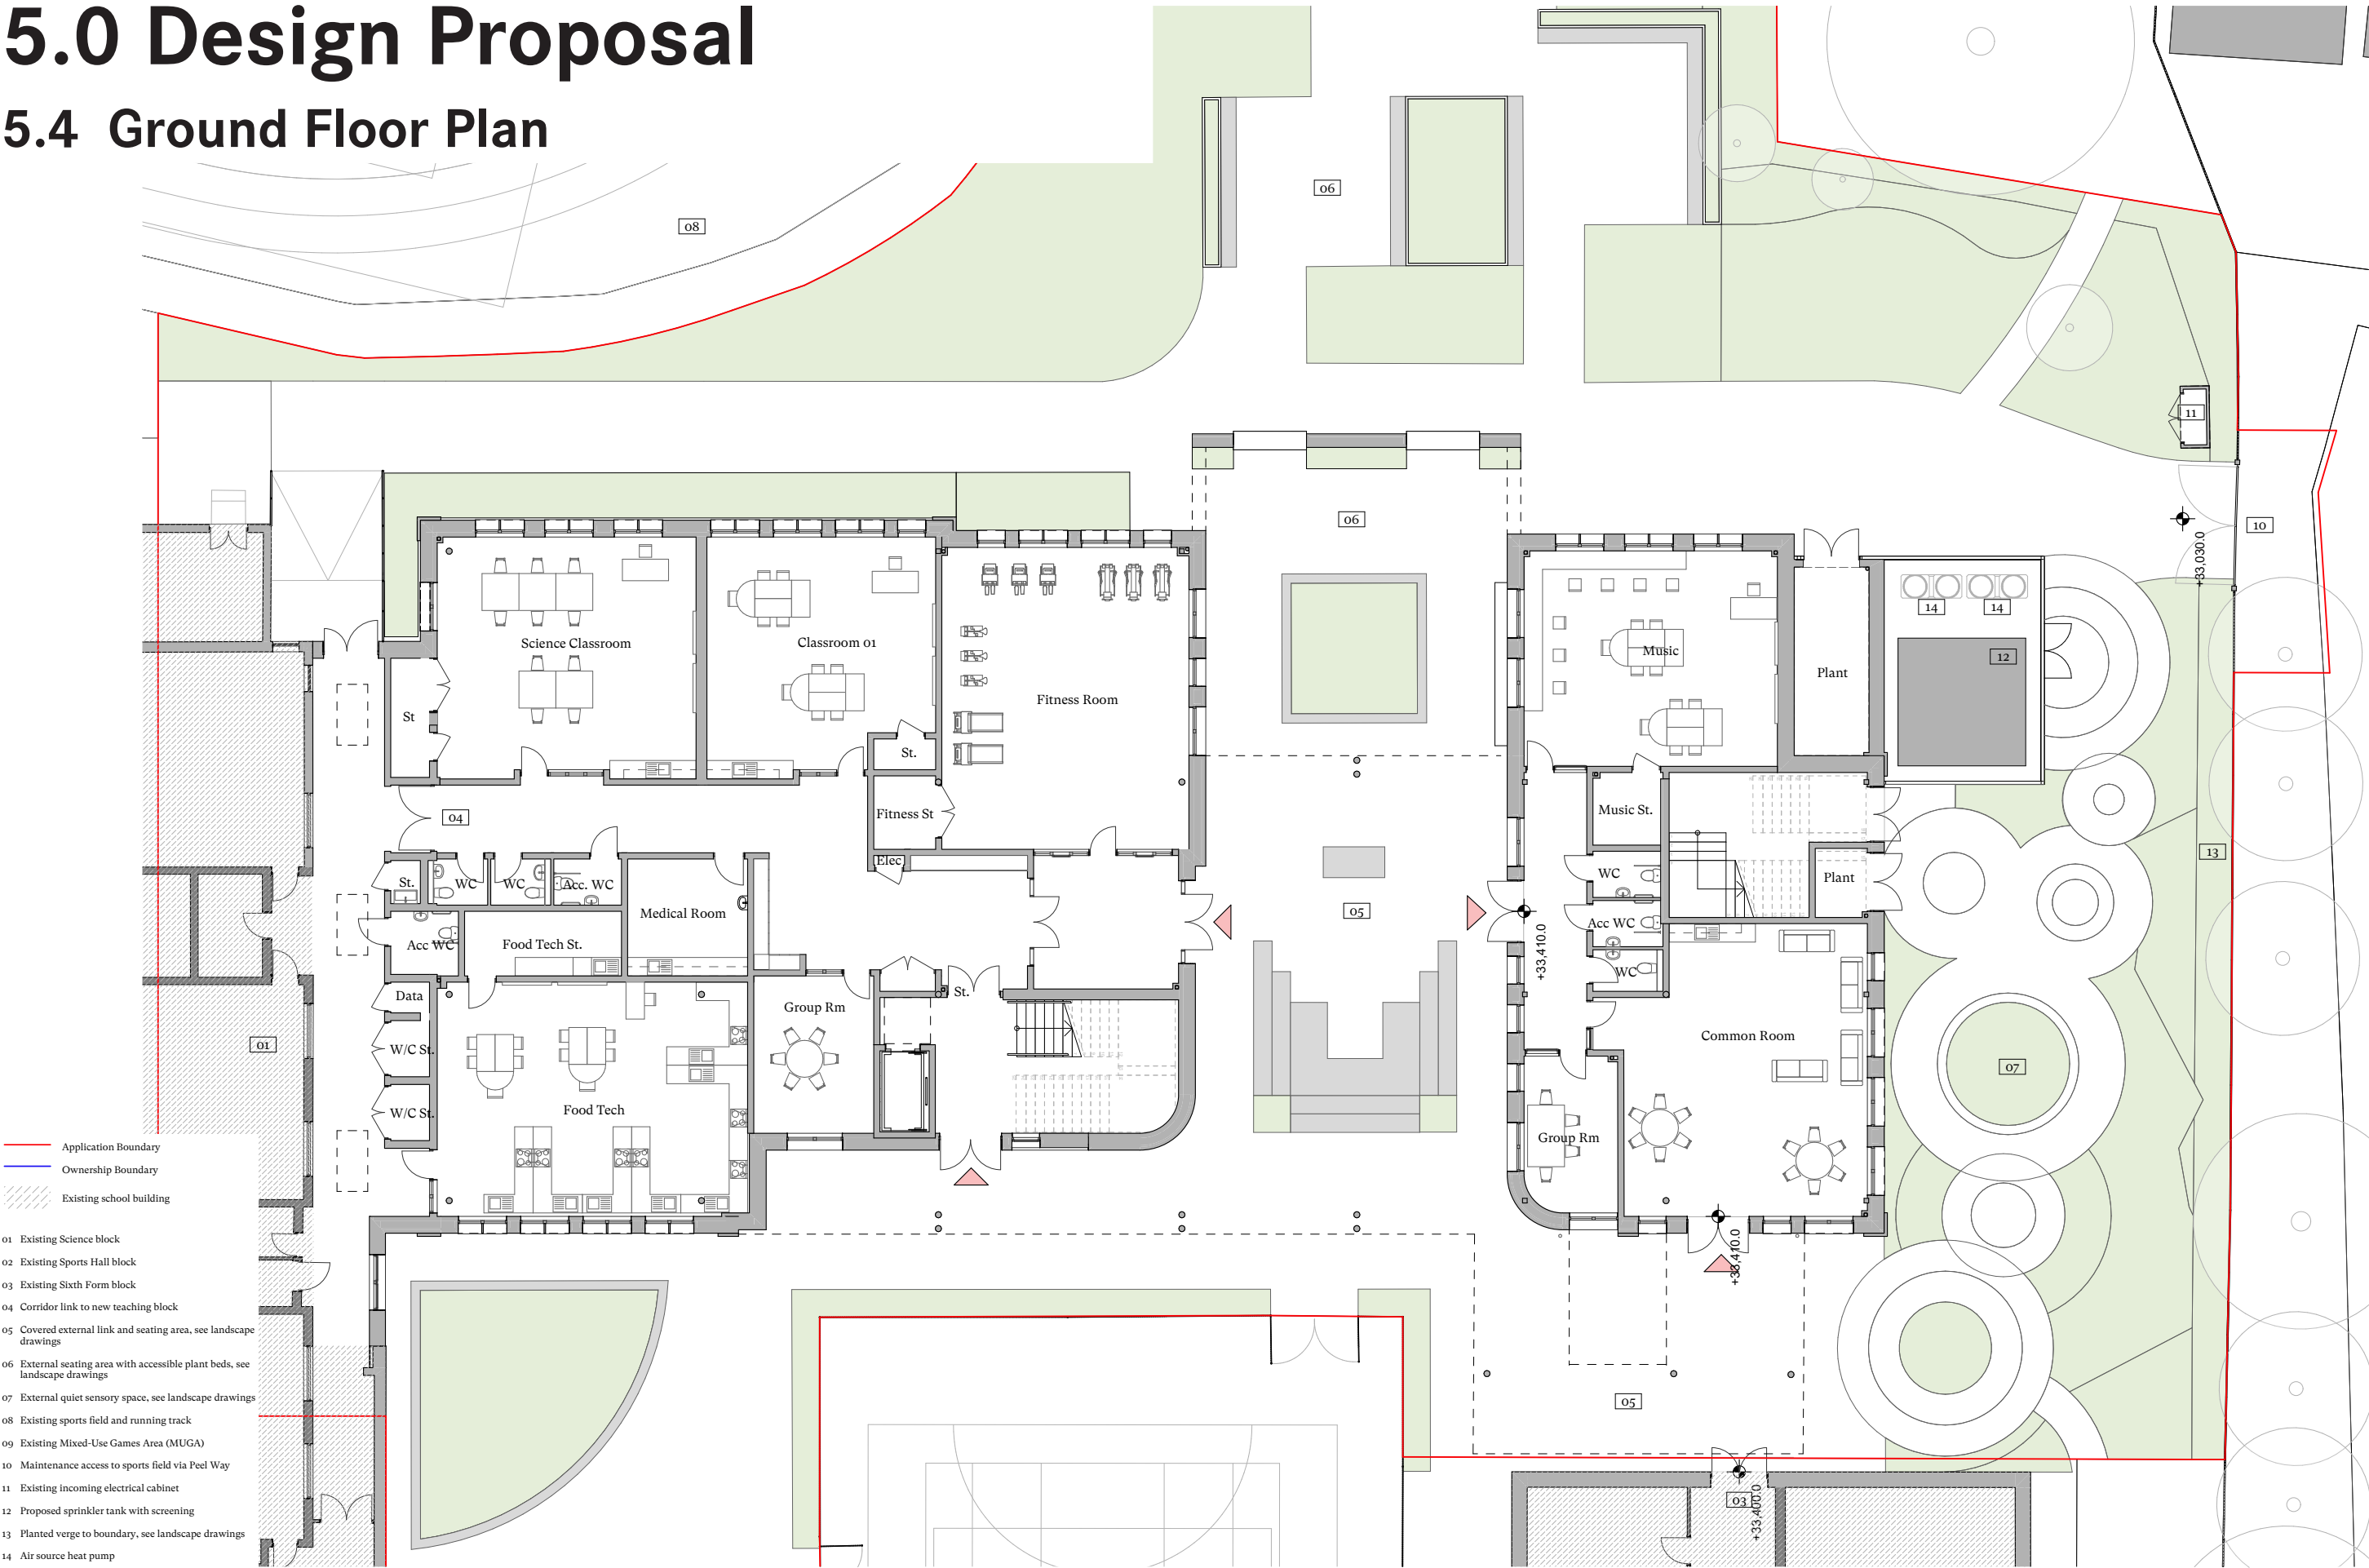 5.0 Design Proposal
5.4 Ground Floor Plan
08
06
11
10
+33,030.0
06
14
14
12
Science Classroom
Classroom 01
Music
Plant
Fitness Room
St
St.
04
Fitness St
Music St.
13
Elec
St.
WC
WC
Acc. WC
WC
Plant
Medical Room
05
Acc WC
Acc WC
Food Tech St.
+33,410.0
WC
Data
St.
Group Rm
01
W/C St.
Common Room
07
W/C St.
Food Tech
Group Rm
+33,410.0
05
03
+33,400.0
Application Boundary
Ownership Boundary
Existing school building
01 Existing Science block
02 Existing Sports Hall block
03 Existing Sixth Form block
04 Corridor link to new teaching block
05 Covered external link and seating area, see landscape
drawings
06 External seating area with accessible plant beds, see
landscape drawings
07 External quiet sensory space, see landscape drawings
08 Existing sports field and running track
09 Existing Mixed-Use Games Area (MUGA)
10 Maintenance access to sports field via Peel Way
11 Existing incoming electrical cabinet
12 Proposed sprinkler tank with screening
13 Planted verge to boundary, see landscape drawings
14 Air source heat pump